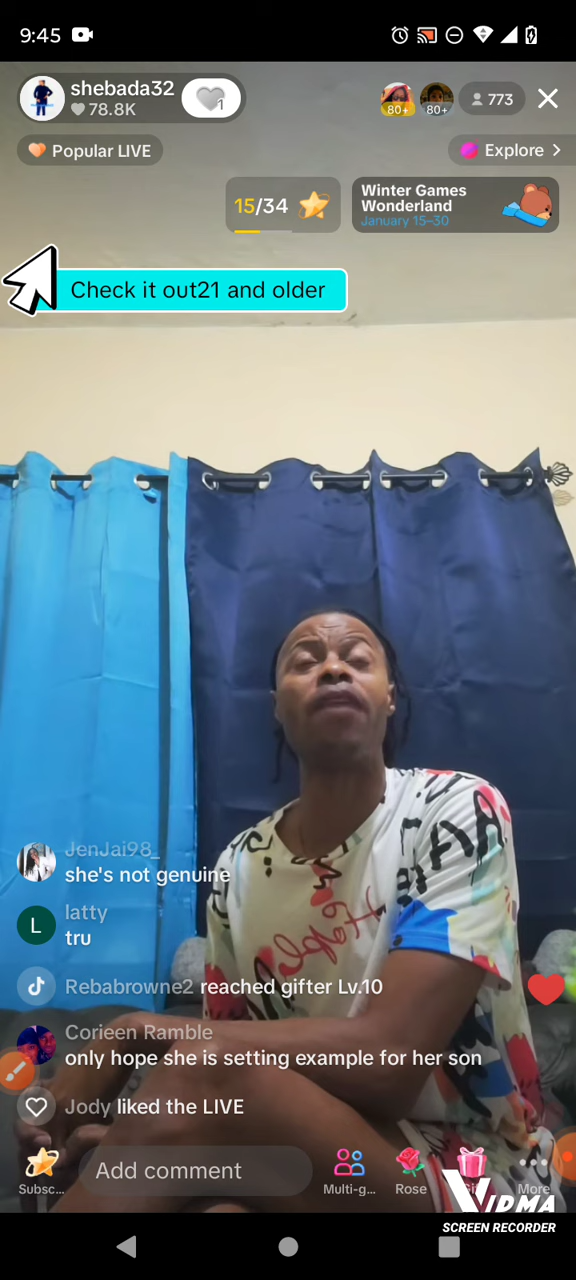 9:45
shebada32
78.8K
1
80+
80+
773
Popular LIVE
Explore >
15/34
Winter Games
Wonderland
January 15–30
Check it out21 and older
JenJai98_
she's not genuine
L
latty
tru
Rebabrowne2 reached gifter Lv.10
Corieen Ramble
only hope she is setting example for her son
Jody liked the LIVE
Subsc...
Add comment
Multi-g...
Rose
More
VIDMA
SCREEN RECORDER